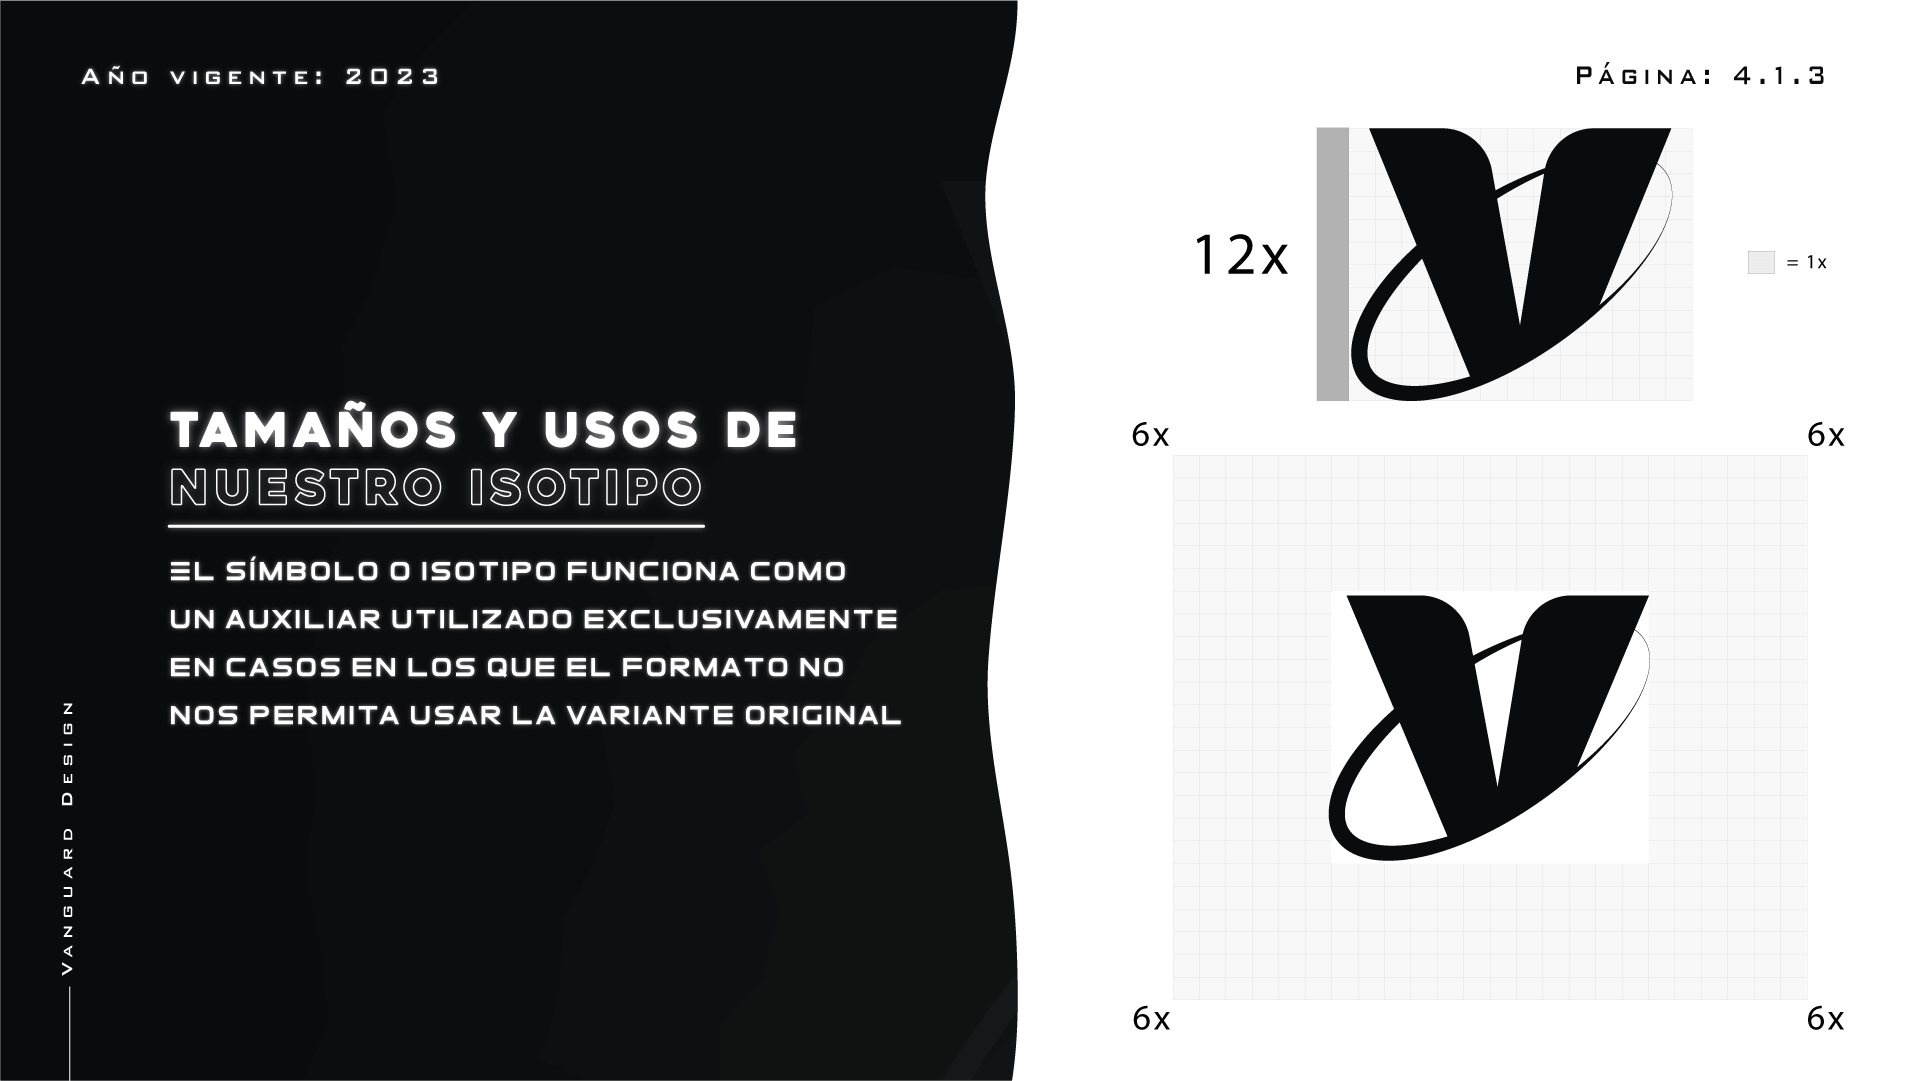 Año vigente: 2023
Página: 4.1.3
TAMAÑOS Y USOS DE
NUESTRO ISOTIPO
EL SÍMBOLO O ISOTIPO FUNCIONA COMO
UN AUXILIAR UTILIZADO EXCLUSIVAMENTE
EN CASOS EN LOS QUE EL FORMATO NO
NOS PERMITA USAR LA VARIANTE ORIGINAL
Vanguard Design
12x
= 1x
6x
6x
6x
6x